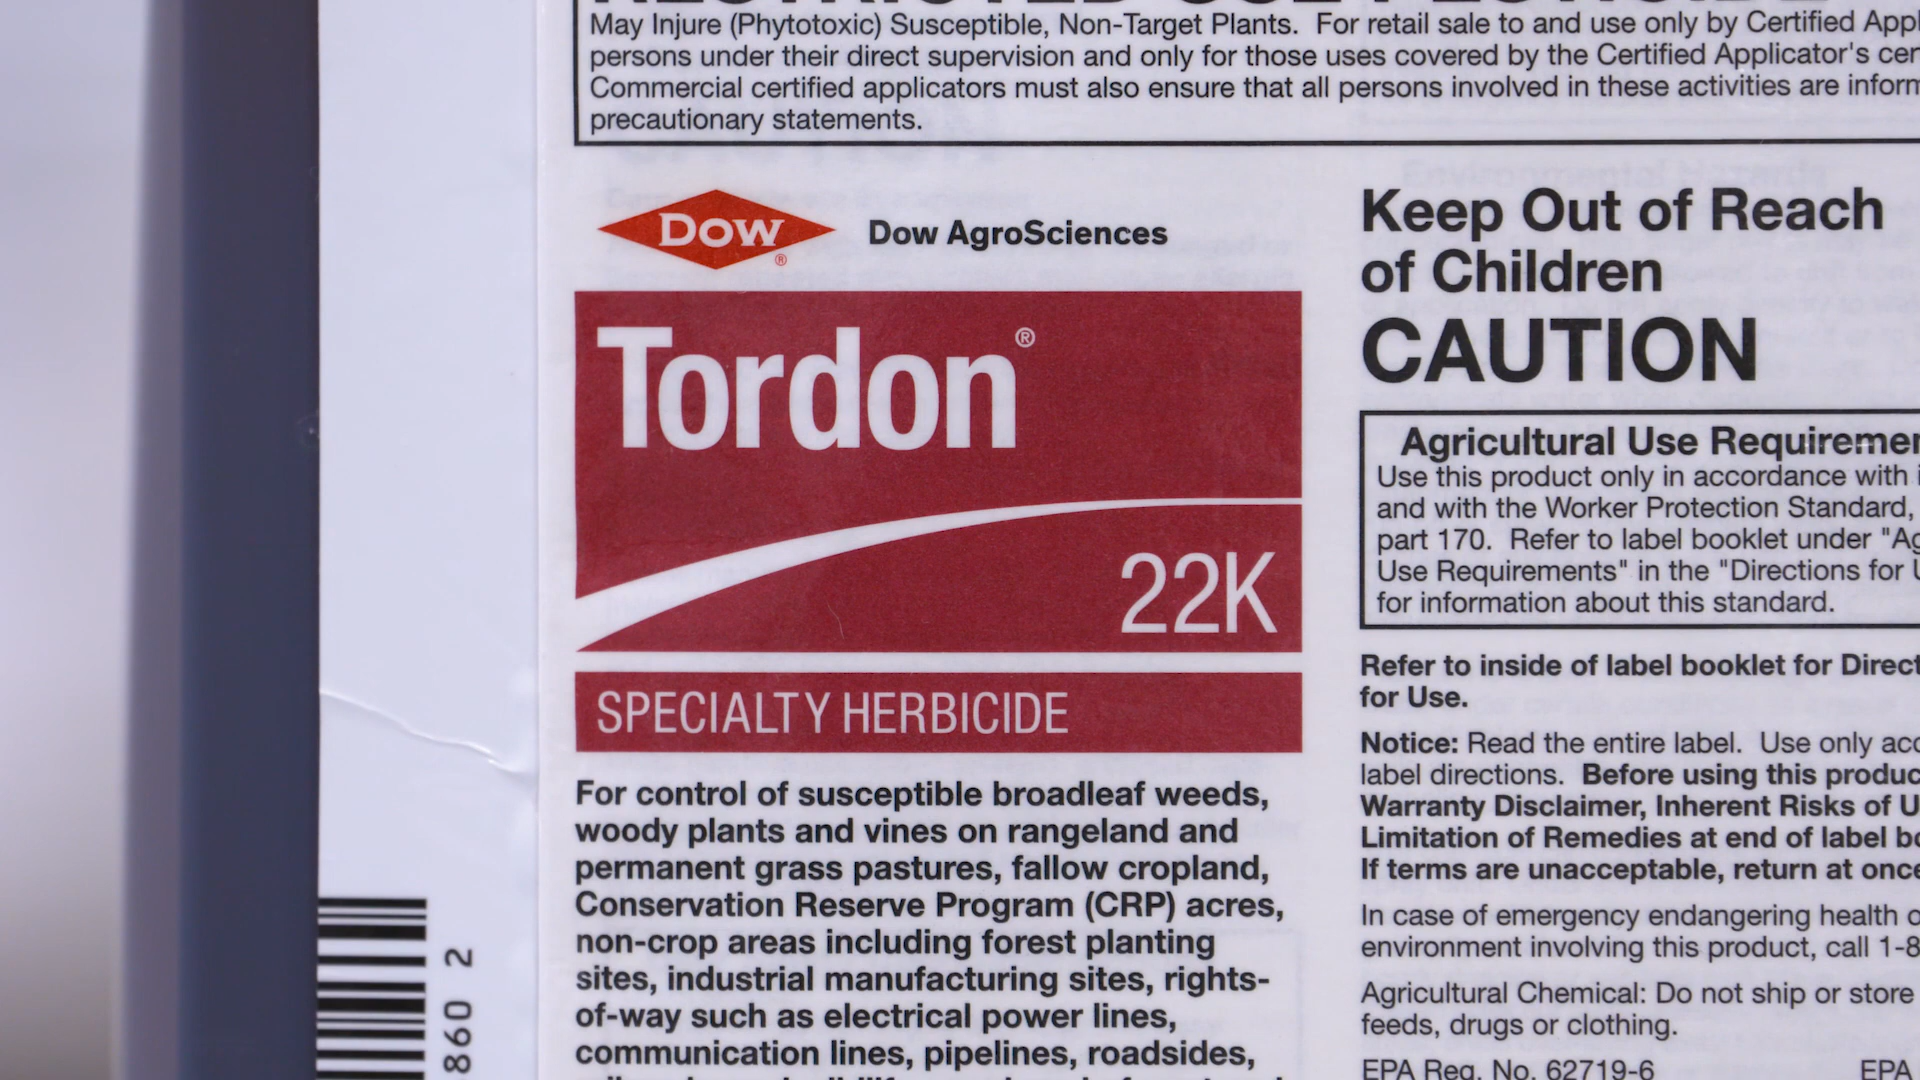 May Injure (Phytotoxic) Susceptible, Non-Target Plants. For retail sale to and use only by Certified
persons under their direct supervision and only for those uses covered by the Certified Applicator's
Commercial certified applicators must also ensure that all persons involved in these activities are
precautionary statements.
DOW ®
Dow AgroSciences
Tordon®
22K
SPECIALTY HERBICIDE
For control of susceptible broadleaf weeds,
woody plants and vines on rangeland and
permanent grass pastures, fallow cropland,
Conservation Reserve Program (CRP) acres,
non-crop areas including forest planting
sites, industrial manufacturing sites, rights-
of-way such as electrical power lines,
communication lines, pipelines, roadsides,
Keep Out of Reach
of Children
CAUTION
Agricultural Use
Use this product only in accordance with
and with the Worker Protection Standard,
part 170. Refer to label booklet under
Use Requirements" in the "Directions for
for information about this standard.
Refer to inside of label booklet for
for Use.
Notice: Read the entire label. Use only
label directions. Before using this
Warranty Disclaimer, Inherent Risks of
Limitation of Remedies at end of label
If terms are unacceptable, return at once
In case of emergency endangering health
environment involving this product, call 1-8
Agricultural Chemical: Do not ship or store
feeds, drugs or clothing.
EPA Reg. No. 62719-6
EPA
860 2